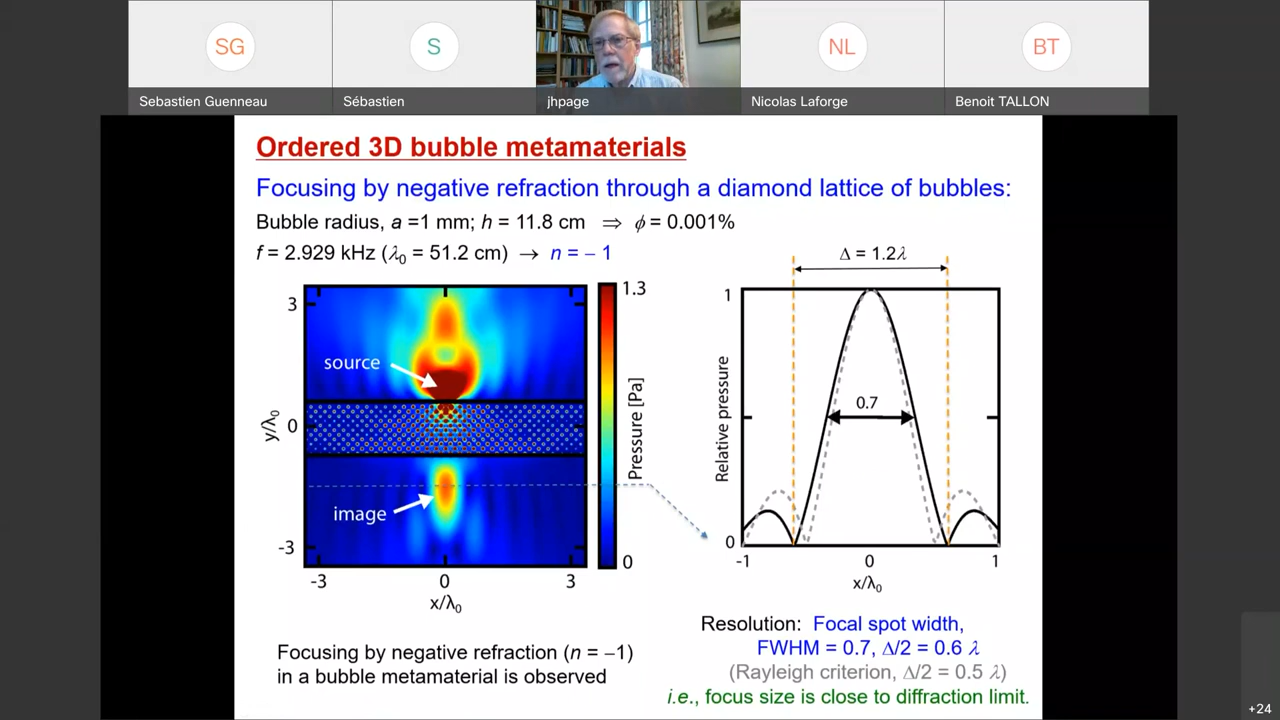 SG
S
NL
BT
Sebastien Guenneau
Sébastien
jhpage
Nicolas Laforge
Benoit TALLON
Ordered 3D bubble metamaterials
Focusing by negative refraction through a diamond lattice of bubbles:
Bubble radius, a =1 mm; h = 11.8 cm ⇒ ϕ = 0.001%
f = 2.929 kHz (λ₀ = 51.2 cm) → n = − 1
3
0
-3
y/λ₀
source
image
-3
0
3
x/λ₀
1.3
0
Pressure [Pa]
Δ = 1.2λ
1
0
Relative pressure
0.7
-1
0
1
x/λ₀
Focusing by negative refraction (n = −1)
in a bubble metamaterial is observed
Resolution: Focal spot width,
FWHM = 0.7, Δ/2 = 0.6 λ
(Rayleigh criterion, Δ/2 = 0.5 λ)
i.e., focus size is close to diffraction limit.
+24